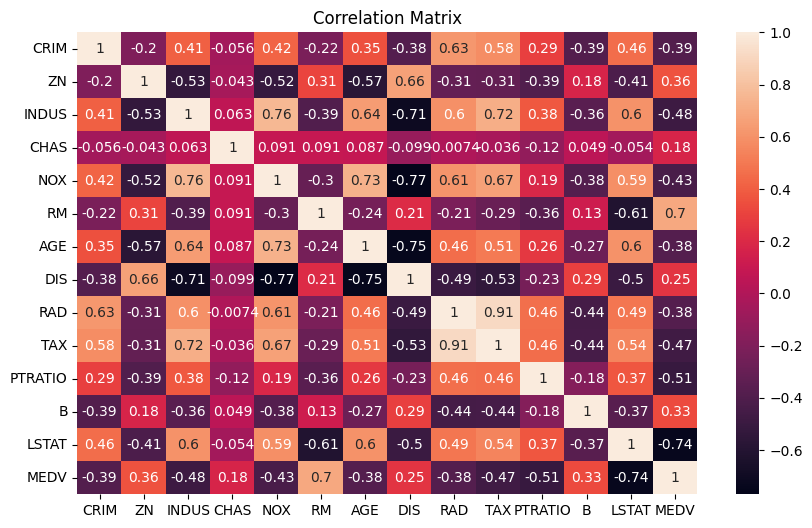 Correlation Matrix
CRIM 1 -0.2 0.41 -0.056 0.42 -0.22 0.35 -0.38 0.63 0.58 0.29 -0.39 0.46 -0.39
ZN -0.2 1 -0.53 -0.043 -0.52 0.31 -0.57 0.66 -0.31 -0.31 -0.39 0.18 -0.41 0.36
INDUS 0.41 -0.53 1 0.063 0.76 -0.39 0.64 -0.71 0.6 0.72 0.38 -0.36 0.6 -0.48
CHAS -0.056 -0.043 0.063 1 0.091 0.091 0.087 -0.099 -0.0074 -0.036 -0.12 0.049 -0.054 0.18
NOX 0.42 -0.52 0.76 0.091 1 -0.3 0.73 -0.77 0.61 0.67 0.19 -0.38 0.59 -0.43
RM -0.22 0.31 -0.39 0.091 -0.3 1 -0.24 0.21 -0.21 -0.29 -0.36 0.13 -0.61 0.7
AGE 0.35 -0.57 0.64 0.087 0.73 -0.24 1 -0.75 0.46 0.51 0.26 -0.27 0.6 -0.38
DIS -0.38 0.66 -0.71 -0.099 -0.77 0.21 -0.75 1 -0.49 -0.53 -0.23 0.29 -0.5 0.25
RAD 0.63 -0.31 0.6 -0.0074 0.61 -0.21 0.46 -0.49 1 0.91 0.46 -0.44 0.49 -0.38
TAX 0.58 -0.31 0.72 -0.036 0.67 -0.29 0.51 -0.53 0.91 1 0.46 -0.44 0.54 -0.47
PTRATIO 0.29 -0.39 0.38 -0.12 0.19 -0.36 0.26 -0.23 0.46 0.46 1 -0.18 0.37 -0.51
B -0.39 0.18 -0.36 0.049 -0.38 0.13 -0.27 0.29 -0.44 -0.44 -0.18 1 -0.37 0.33
LSTAT 0.46 -0.41 0.6 -0.054 0.59 -0.61 0.6 -0.5 0.49 0.54 0.37 -0.37 1 -0.74
MEDV -0.39 0.36 -0.48 0.18 -0.43 0.7 -0.38 0.25 -0.38 -0.47 -0.51 0.33 -0.74 1
CRIM ZN INDUS CHAS NOX RM AGE DIS RAD TAX PTRATIO B LSTAT MEDV
1.0
0.8
0.6
0.4
0.2
0.0
−0.2
−0.4
−0.6